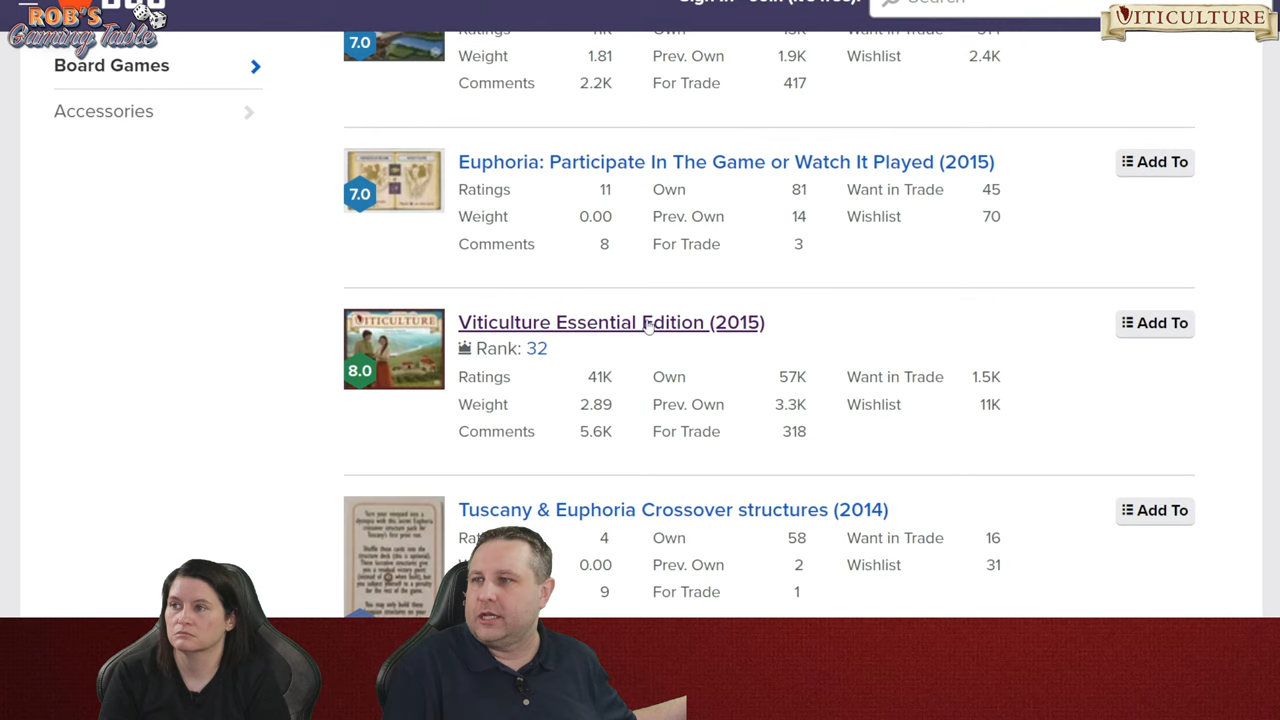 ROB'S
Gaming Table
VITICULTURE
Search
Board Games
Accessories
7.0
Weight 1.81 Prev. Own 1.9K Wishlist 2.4K
Comments 2.2K For Trade 417
Euphoria: Participate In The Game or Watch It Played (2015)
Add To
7.0
Ratings 11 Own 81 Want in Trade 45
Weight 0.00 Prev. Own 14 Wishlist 70
Comments 8 For Trade 3
Viticulture Essential Edition (2015)
Add To
VITICULTURE
8.0
Rank: 32
Ratings 41K Own 57K Want in Trade 1.5K
Weight 2.89 Prev. Own 3.3K Wishlist 11K
Comments 5.6K For Trade 318
Tuscany & Euphoria Crossover structures (2014)
Add To
4 Own 58 Want in Trade 16
0.00 Prev. Own 2 Wishlist 31
9 For Trade 1